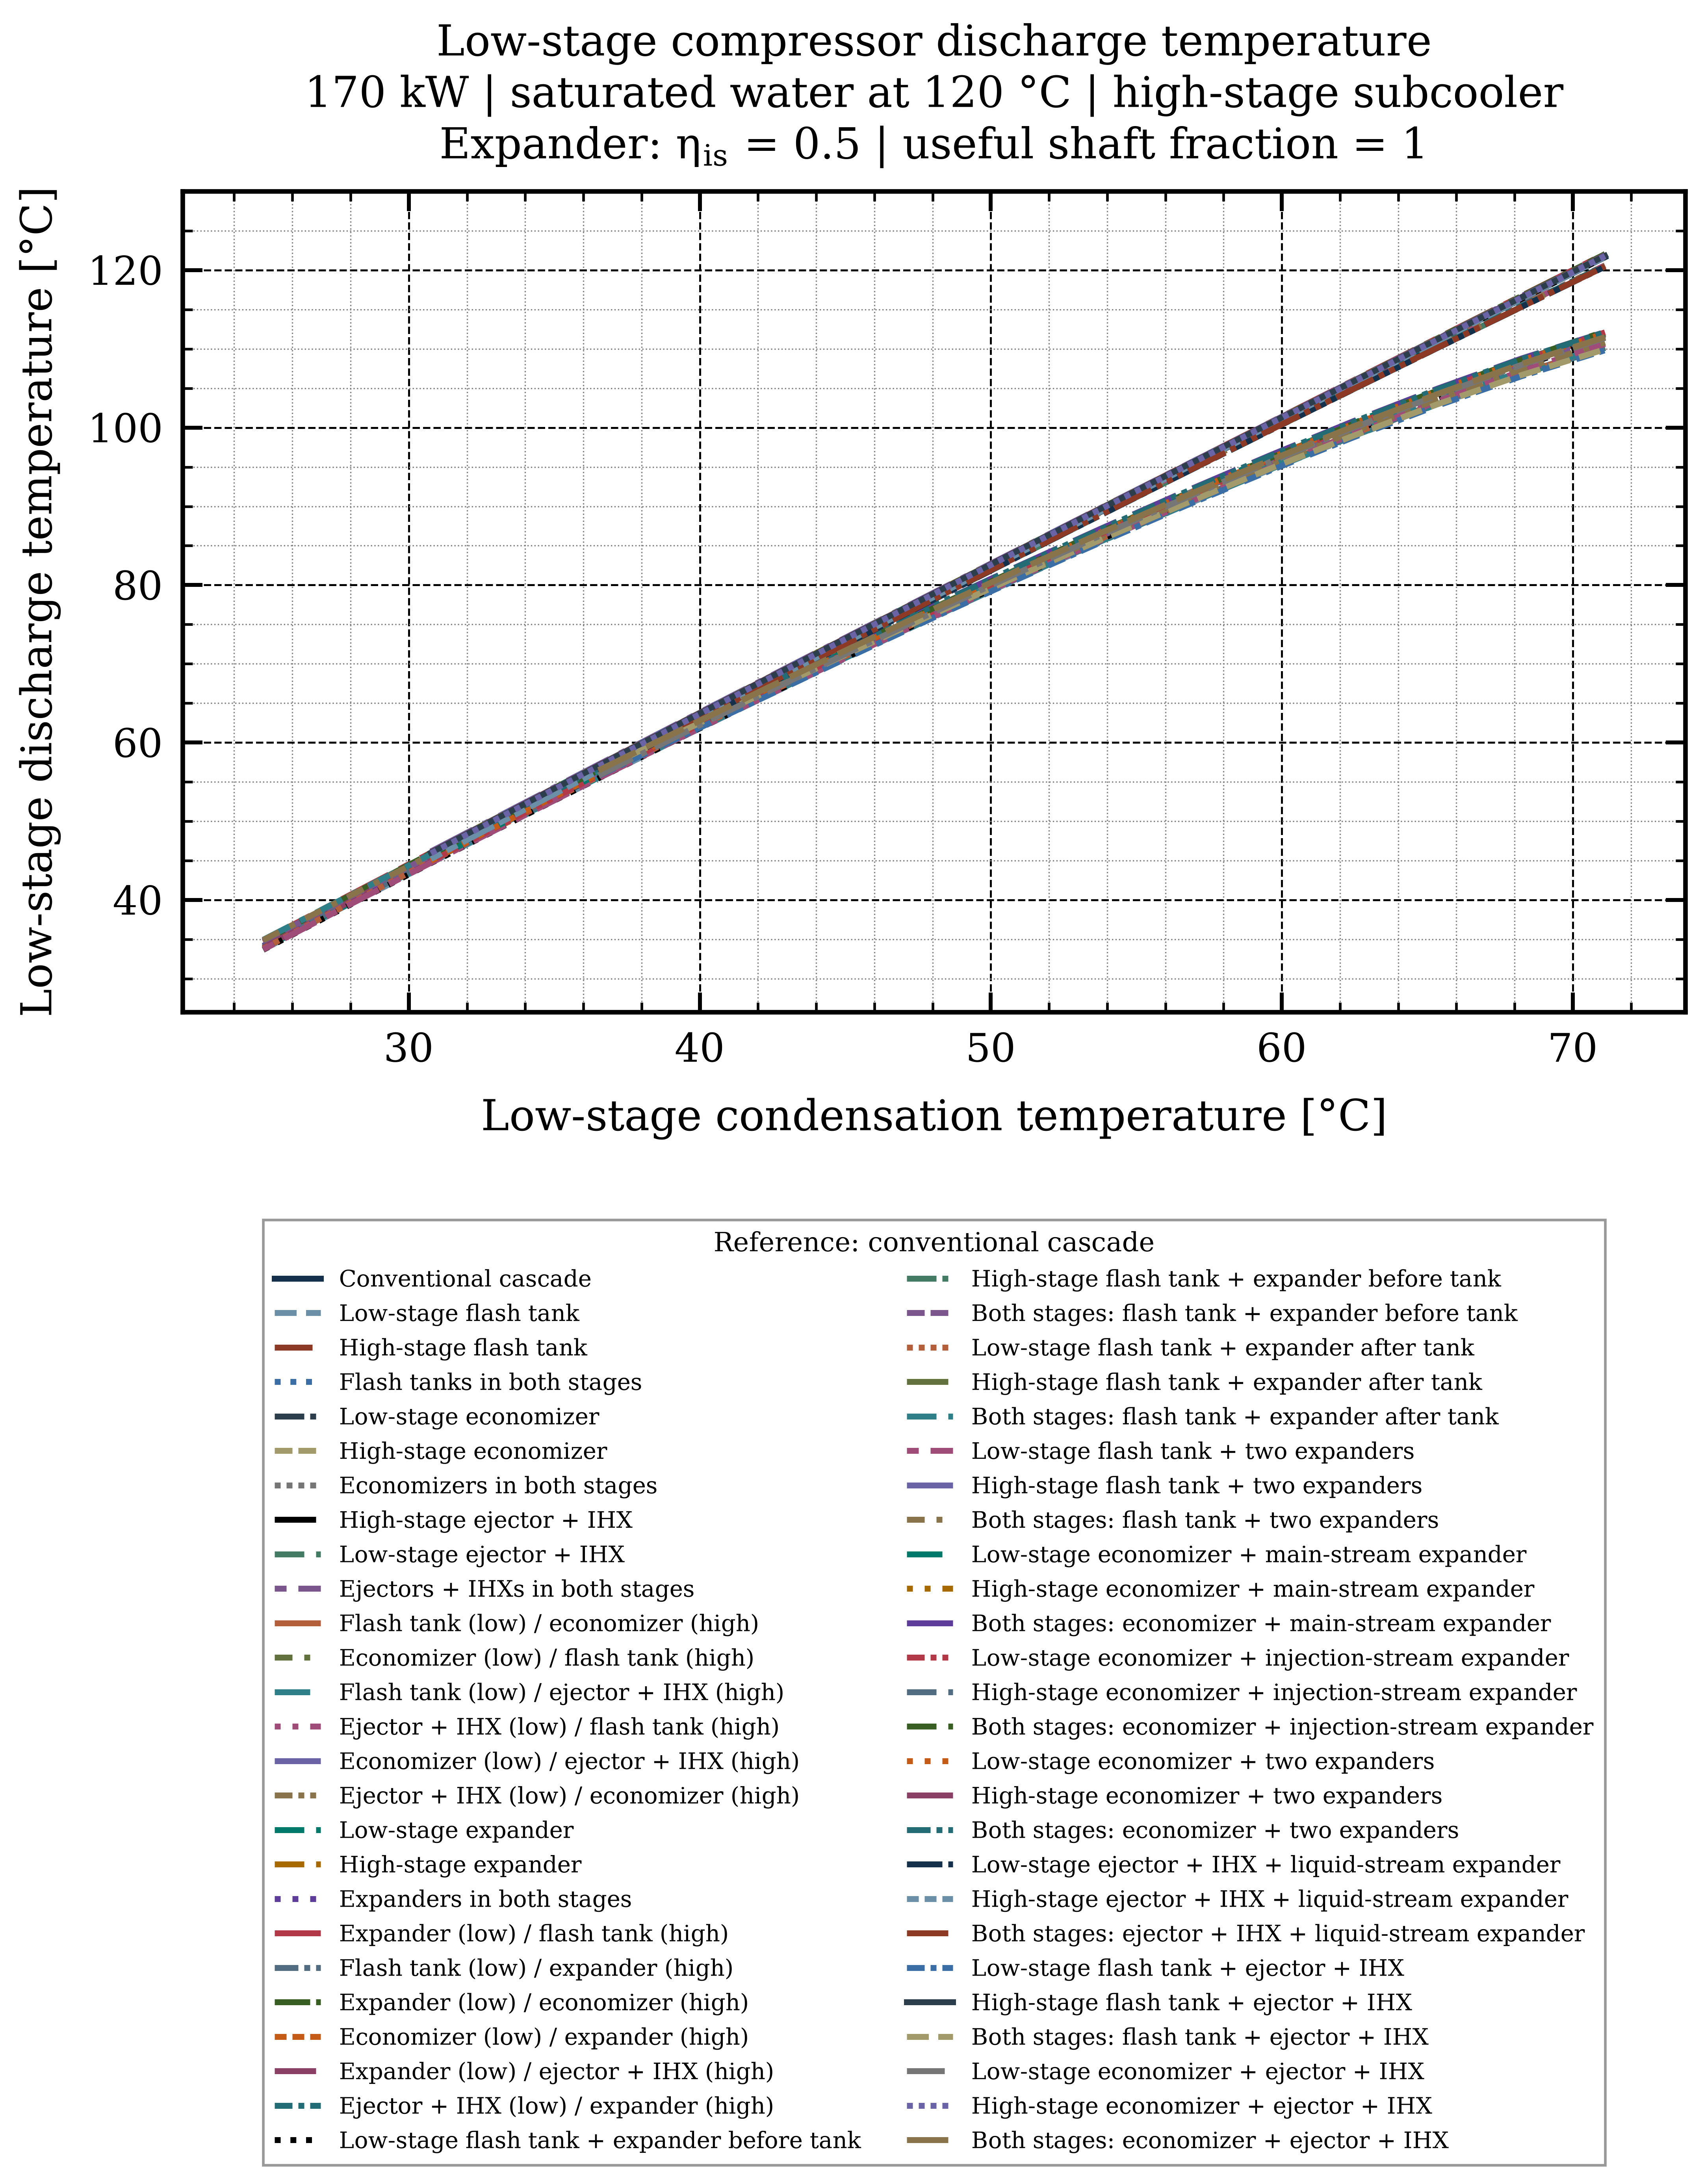 Low-stage compressor discharge temperature
170 kW | saturated water at 120 °C | high-stage subcooler
Expander: ηis = 0.5 | useful shaft fraction = 1
Low-stage discharge temperature [°C]
120
100
80
60
40
30 40 50 60 70
Low-stage condensation temperature [°C]
Reference: conventional cascade
Conventional cascade
Low-stage flash tank
High-stage flash tank
Flash tanks in both stages
Low-stage economizer
High-stage economizer
Economizers in both stages
High-stage ejector + IHX
Low-stage ejector + IHX
Ejectors + IHXs in both stages
Flash tank (low) / economizer (high)
Economizer (low) / flash tank (high)
Flash tank (low) / ejector + IHX (high)
Ejector + IHX (low) / flash tank (high)
Economizer (low) / ejector + IHX (high)
Ejector + IHX (low) / economizer (high)
Low-stage expander
High-stage expander
Expanders in both stages
Expander (low) / flash tank (high)
Flash tank (low) / expander (high)
Expander (low) / economizer (high)
Economizer (low) / expander (high)
Expander (low) / ejector + IHX (high)
Ejector + IHX (low) / expander (high)
Low-stage flash tank + expander before tank
High-stage flash tank + expander before tank
Both stages: flash tank + expander before tank
Low-stage flash tank + expander after tank
High-stage flash tank + expander after tank
Both stages: flash tank + expander after tank
Low-stage flash tank + two expanders
High-stage flash tank + two expanders
Both stages: flash tank + two expanders
Low-stage economizer + main-stream expander
High-stage economizer + main-stream expander
Both stages: economizer + main-stream expander
Low-stage economizer + injection-stream expander
High-stage economizer + injection-stream expander
Both stages: economizer + injection-stream expander
Low-stage economizer + two expanders
High-stage economizer + two expanders
Both stages: economizer + two expanders
Low-stage ejector + IHX + liquid-stream expander
High-stage ejector + IHX + liquid-stream expander
Both stages: ejector + IHX + liquid-stream expander
Low-stage flash tank + ejector + IHX
High-stage flash tank + ejector + IHX
Both stages: flash tank + ejector + IHX
Low-stage economizer + ejector + IHX
High-stage economizer + ejector + IHX
Both stages: economizer + ejector + IHX